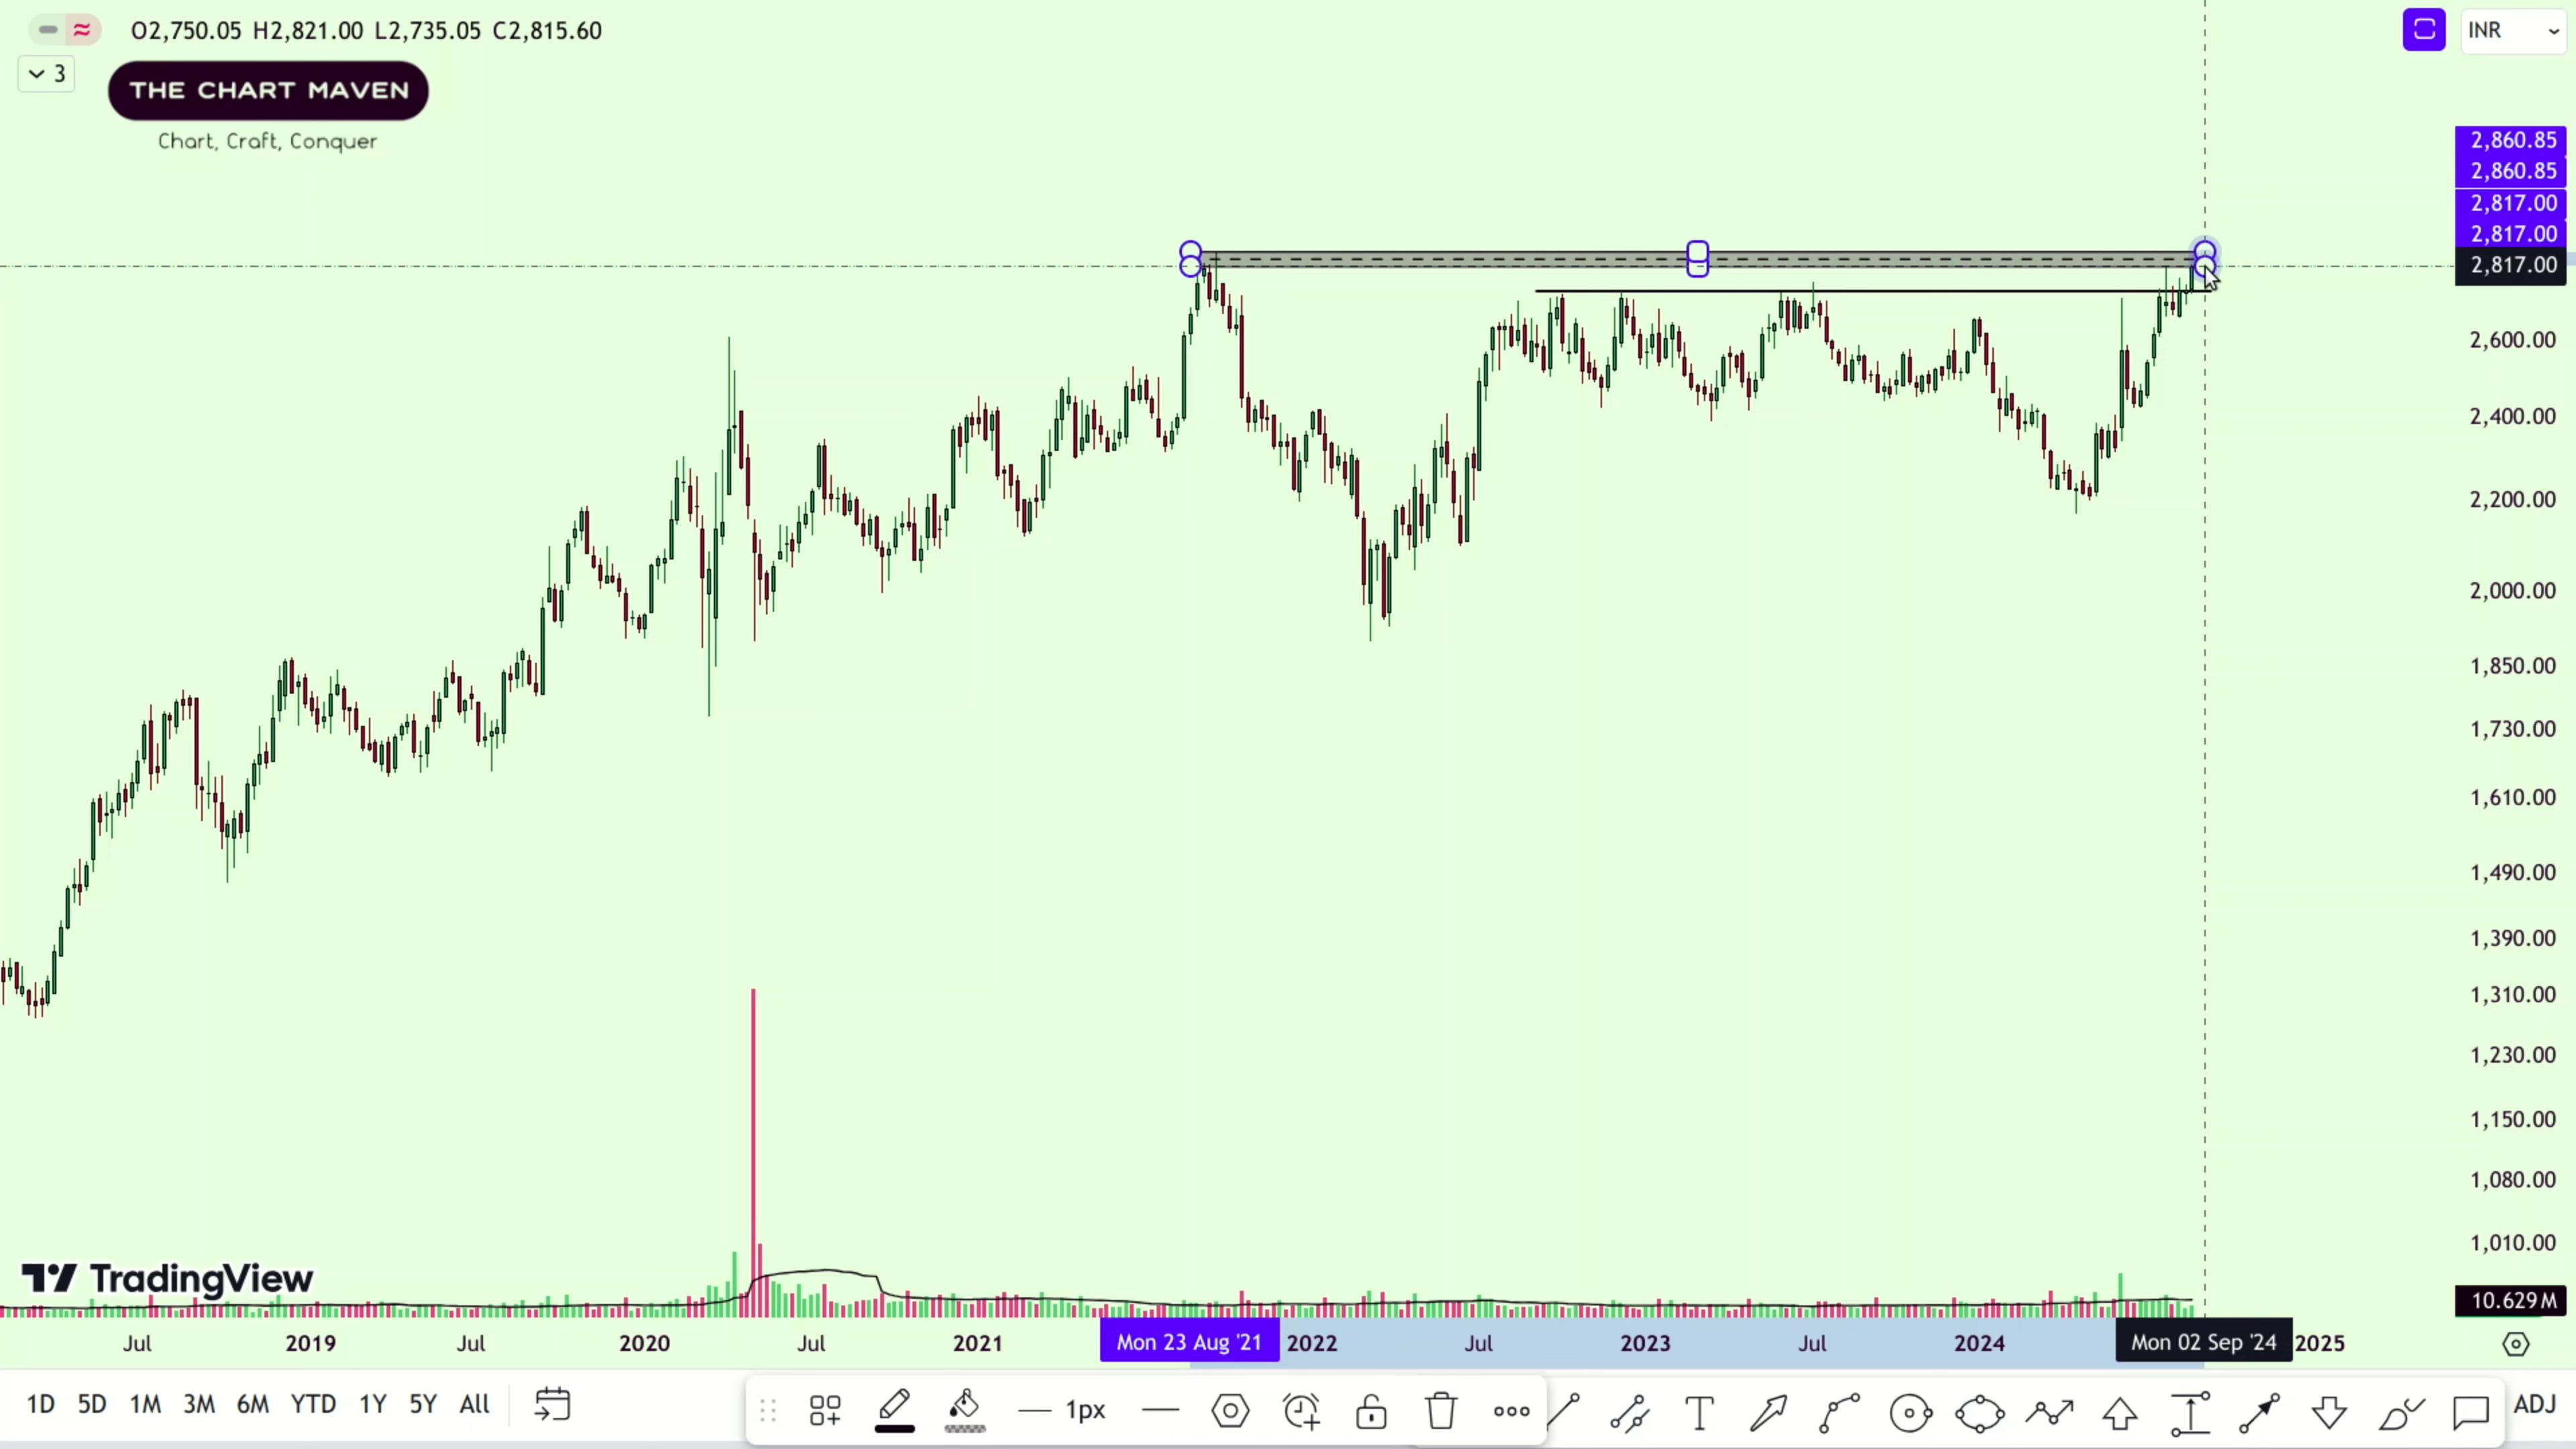 O2,750.05 H2,821.00 L2,735.05 C2,815.60
INR
3
THE CHART MAVEN
Chart, Craft, Conquer
2,860.85
2,860.85
2,817.00
2,817.00
2,817.00
2,600.00
2,400.00
2,200.00
2,000.00
1,850.00
1,730.00
1,610.00
1,490.00
1,390.00
1,310.00
1,230.00
1,150.00
1,080.00
1,010.00
TradingView
10.629M
Jul 2019 Jul 2020 Jul 2021 Mon 23 Aug '21 2022 Jul 2023 Jul 2024 Mon 02 Sep '24 2025
1D 5D 1M 3M 6M YTD 1Y 5Y All 1px T ADJ